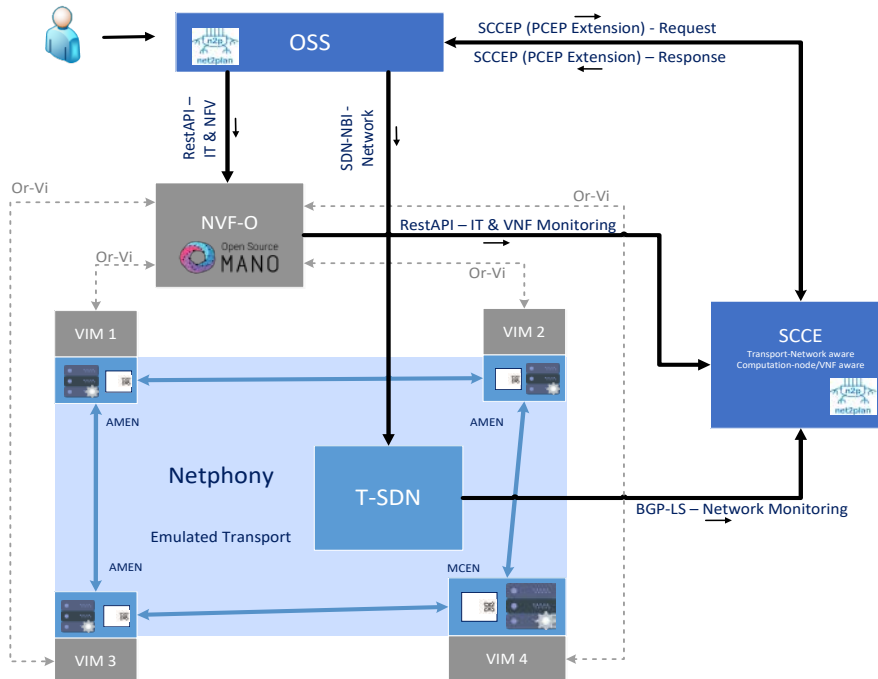 SCCEP (PCEP Extension) - Request
n2p
net2plan
OSS
SCCEP (PCEP Extension) – Response
RestAPI –
IT & NFV
SDN-NBI -
Network
Or-Vi
Or-Vi
NVF-O
Open Source
MANO
RestAPI – IT & VNF Monitoring
Or-Vi
Or-Vi
VIM 1
VIM 2
SCCE
Transport-Network aware
Computation-node/VNF aware
n2p
net2plan
AMEN
AMEN
Netphony
T-SDN
BGP-LS – Network Monitoring
Emulated Transport
AMEN
MCEN
VIM 3
VIM 4